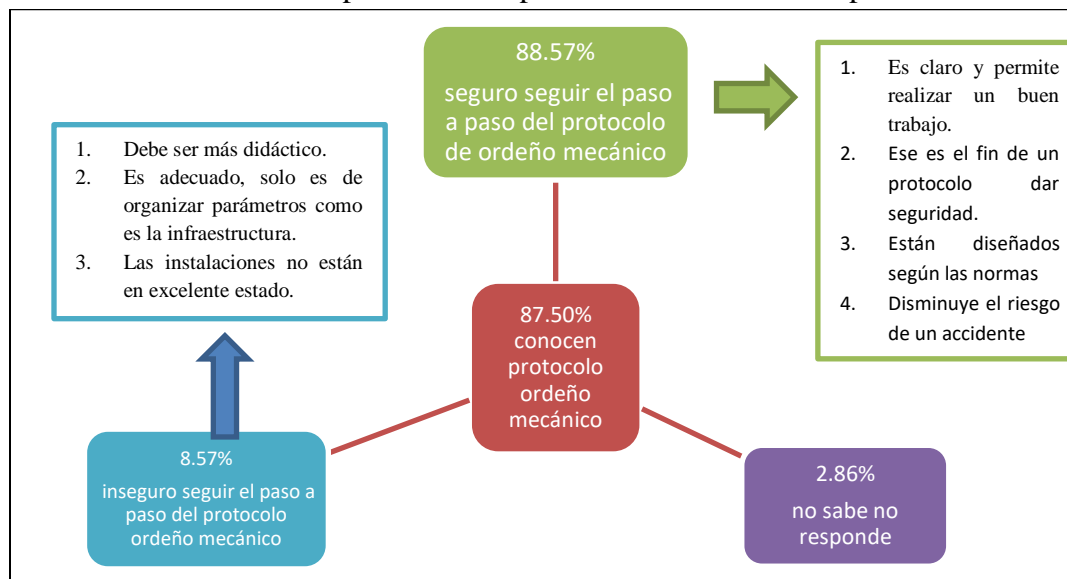 88.57%
seguro seguir el paso
a paso del protocolo
de ordeño mecánico
1. Es claro y permite
realizar un buen
trabajo.
2. Ese es el fin de un
protocolo dar
seguridad.
3. Están diseñados
según las normas
4. Disminuye el riesgo
de un accidente
1. Debe ser más didáctico.
2. Es adecuado, solo es de
organizar parámetros como
es la infraestructura.
3. Las instalaciones no están
en excelente estado.
87.50%
conocen
protocolo
ordeño
mecánico
8.57%
inseguro seguir el paso a
paso del protocolo
ordeño mecánico
2.86%
no sabe no
responde